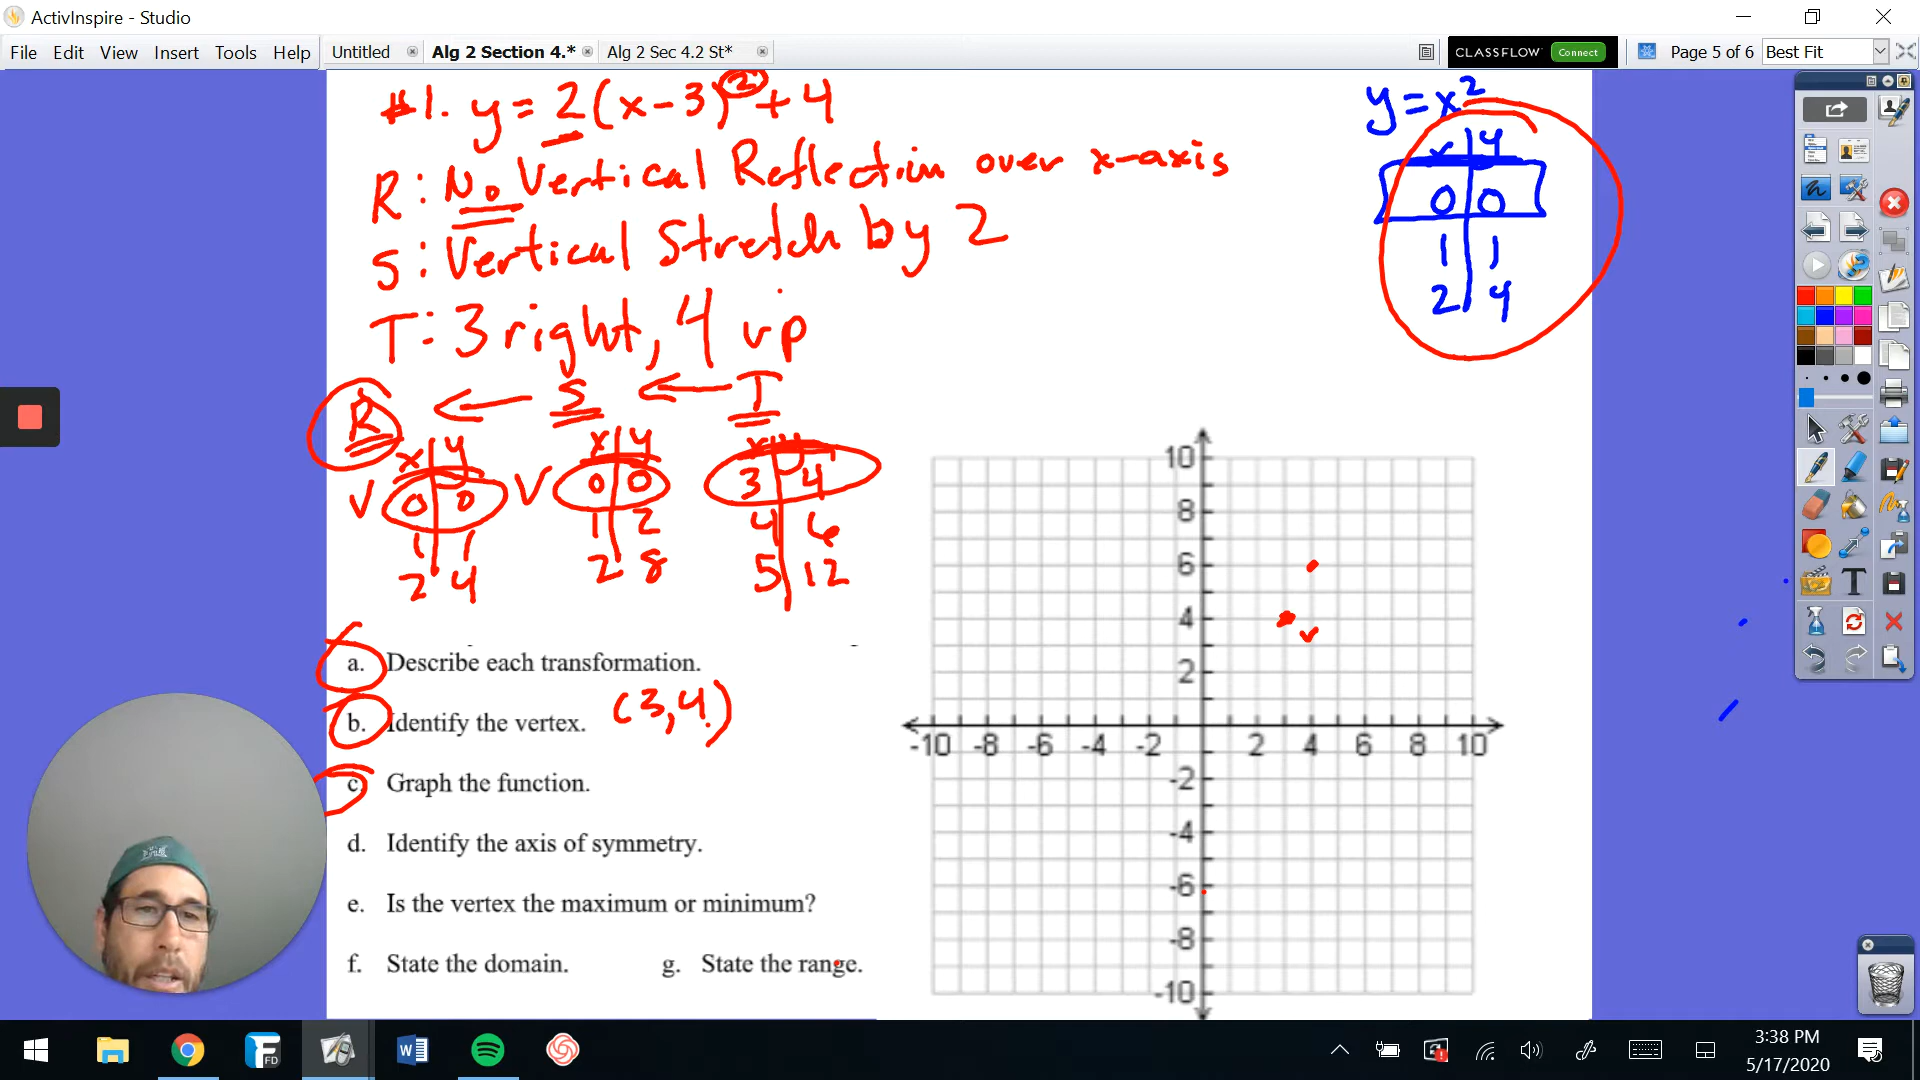 ActivInspire - Studio
File Edit View Insert Tools Help
Untitled
Alg 2 Section 4.*
Alg 2 Sec 4.2 St*
CLASSFLOW Connect
Page 5 of 6
Best Fit
#1. y = 2(x-3)² + 4
R: No Vertical Reflection over x-axis
S: Vertical Stretch by 2
T: 3 right, 4 up
y = x²
x y
0 0
1 1
2 4
R ← S ← T
x y
V 0 0
1 1
2 4
x y
V 0 0
1 2
2 8
x y
3 4
4 6
5 12
a. Describe each transformation.
b. Identify the vertex. (3,4)
c. Graph the function.
d. Identify the axis of symmetry.
e. Is the vertex the maximum or minimum?
f. State the domain. g. State the range.
10
8
6
4
2
-10 -8 -6 -4 -2 2 4 6 8 10
-2
-4
-6
-8
-10
v
T
W
F FD
3:38 PM
5/17/2020